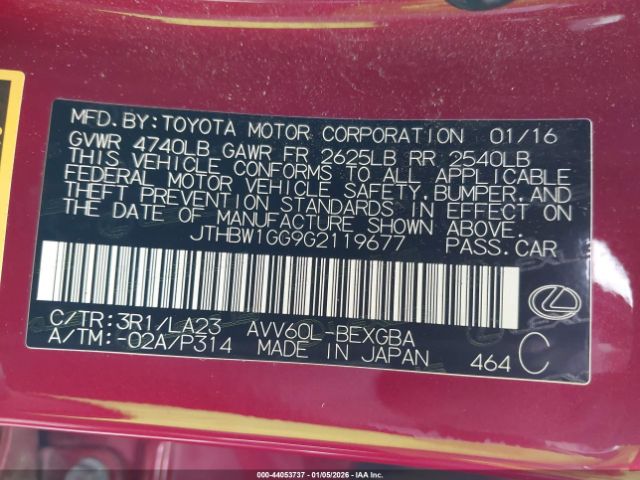 MFD. BY: TOYOTA MOTOR CORPORATION 01/16
GVWR 4740LB GAWR FR 2625LB RR 2540LB
THIS VEHICLE CONFORMS TO ALL APPLICABLE
FEDERAL MOTOR VEHICLE SAFETY, BUMPER, AND
THEFT PREVENTION STANDARDS IN EFFECT ON
THE DATE OF MANUFACTURE SHOWN ABOVE.
JTHBW1GG9G2119677 PASS.CAR
C/TR:3R1/LA23 AVV60L-BEXGBA
A/TM:-02A/P314 MADE IN JAPAN 464 C
000-44053737 - 01/05/2026 - IAAI.COM